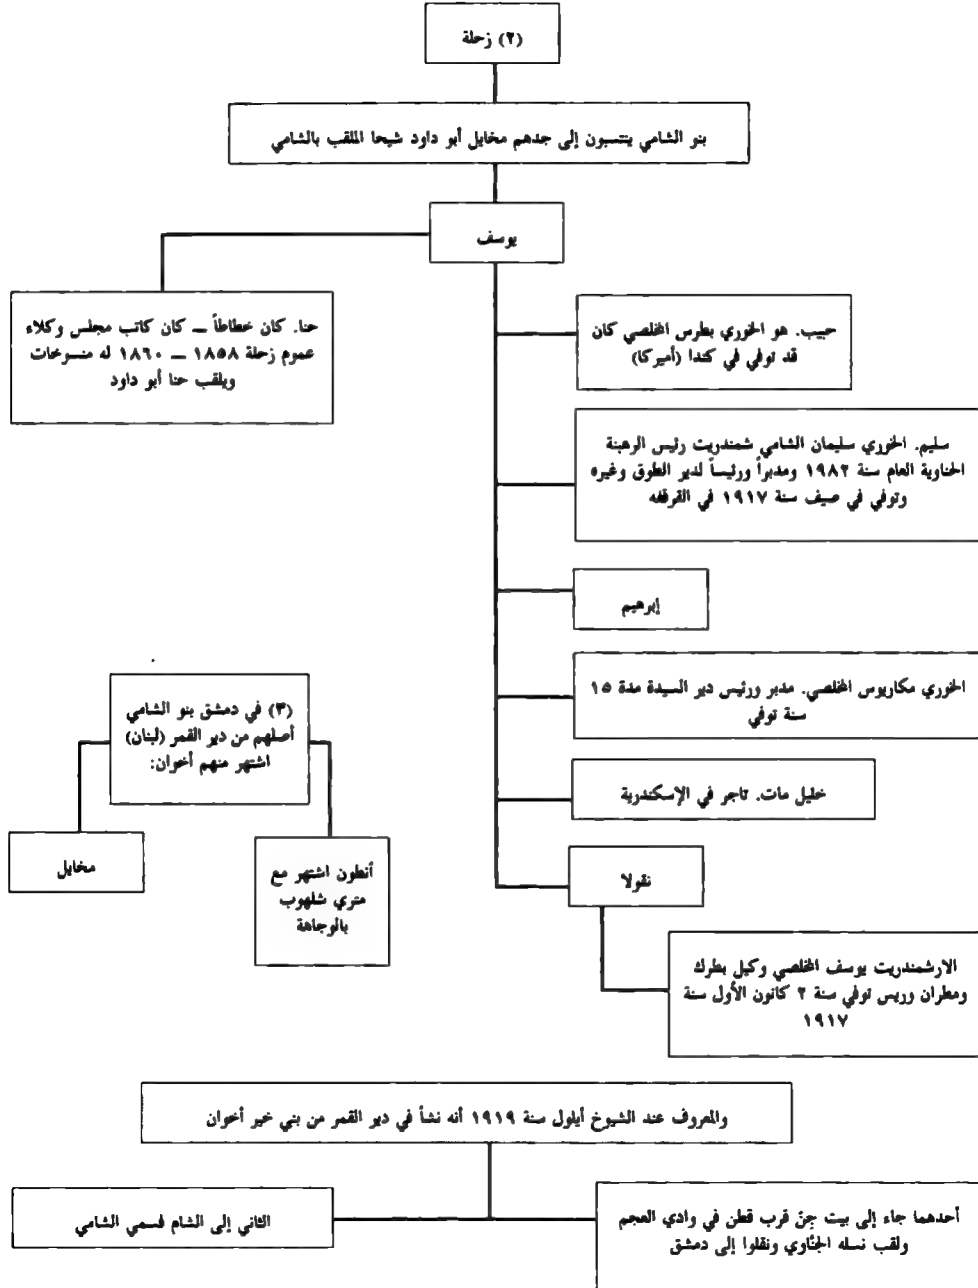 (٢) زحلة
بنو الشامي ينتسبون إلى جدهم مخايل أبو داود شيحا الملقب بالشامي
يوسف
حبيب. هو الخوري بطرس المخلصي كان
قد توفي في كندا (أميركا)
حنا. كان خطاطاً ــ كان كاتب مجلس وكلاء
عموم زحلة ١٨٥٨ ــ ١٨٦٠ له منسوخات
ويلقب حنا أبو داود
سليم. الخوري سليمان الشامي شمندريت رئيس الرهبنة
الحناوية العام سنة ١٩٨٢ ومدبراً ورئيساً لدير الطوق وغيره
وتوفي في صيف سنة ١٩١٧ في القرقفه
إبرهيم
الخوري مكاريوس المخلصي. مدبر ورئيس دير السيدة مدة ١٥
سنة توفي
خليل مات. تاجر في الإسكندرية
نقولا
الارشمندريت يوسف المخلصي وكيل بطرك
ومطران وريس توفي سنة ٢ كانون الأول سنة
١٩١٧
(٣) في دمشق بنو الشامي
أصلهم من دير القمر (لبنان)
اشتهر منهم أخوان:
مخايل
أنطون اشتهر مع
متري شلهوب
بالوجاهة
والمعروف عند الشيوخ أيلول سنة ١٩١٩ أنه نشأ في دير القمر من بني خير أخوان
أحدهما جاء إلى بيت جِنّ قرب قطن في وادي العجم
ولقب نسله الجنّاوي ونقلوا إلى دمشق
الثاني إلى الشام فسمي الشامي